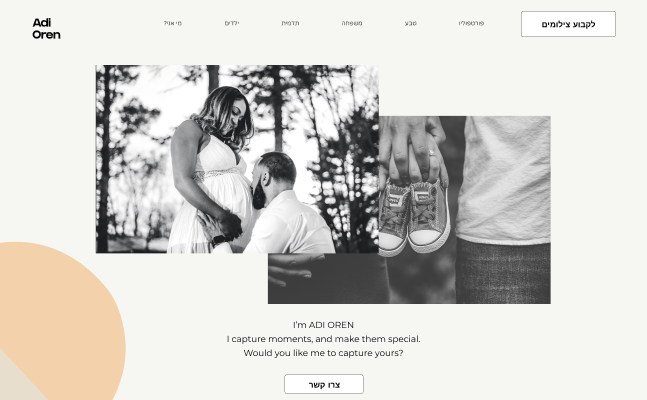 Adi
Oren
לקבוע צילומים
פורטפוליו
טבע
משפחה
תדמית
ילדים
מי אני?
I'm ADI OREN
I capture moments, and make them special.
Would you like me to capture yours?
צרו קשר